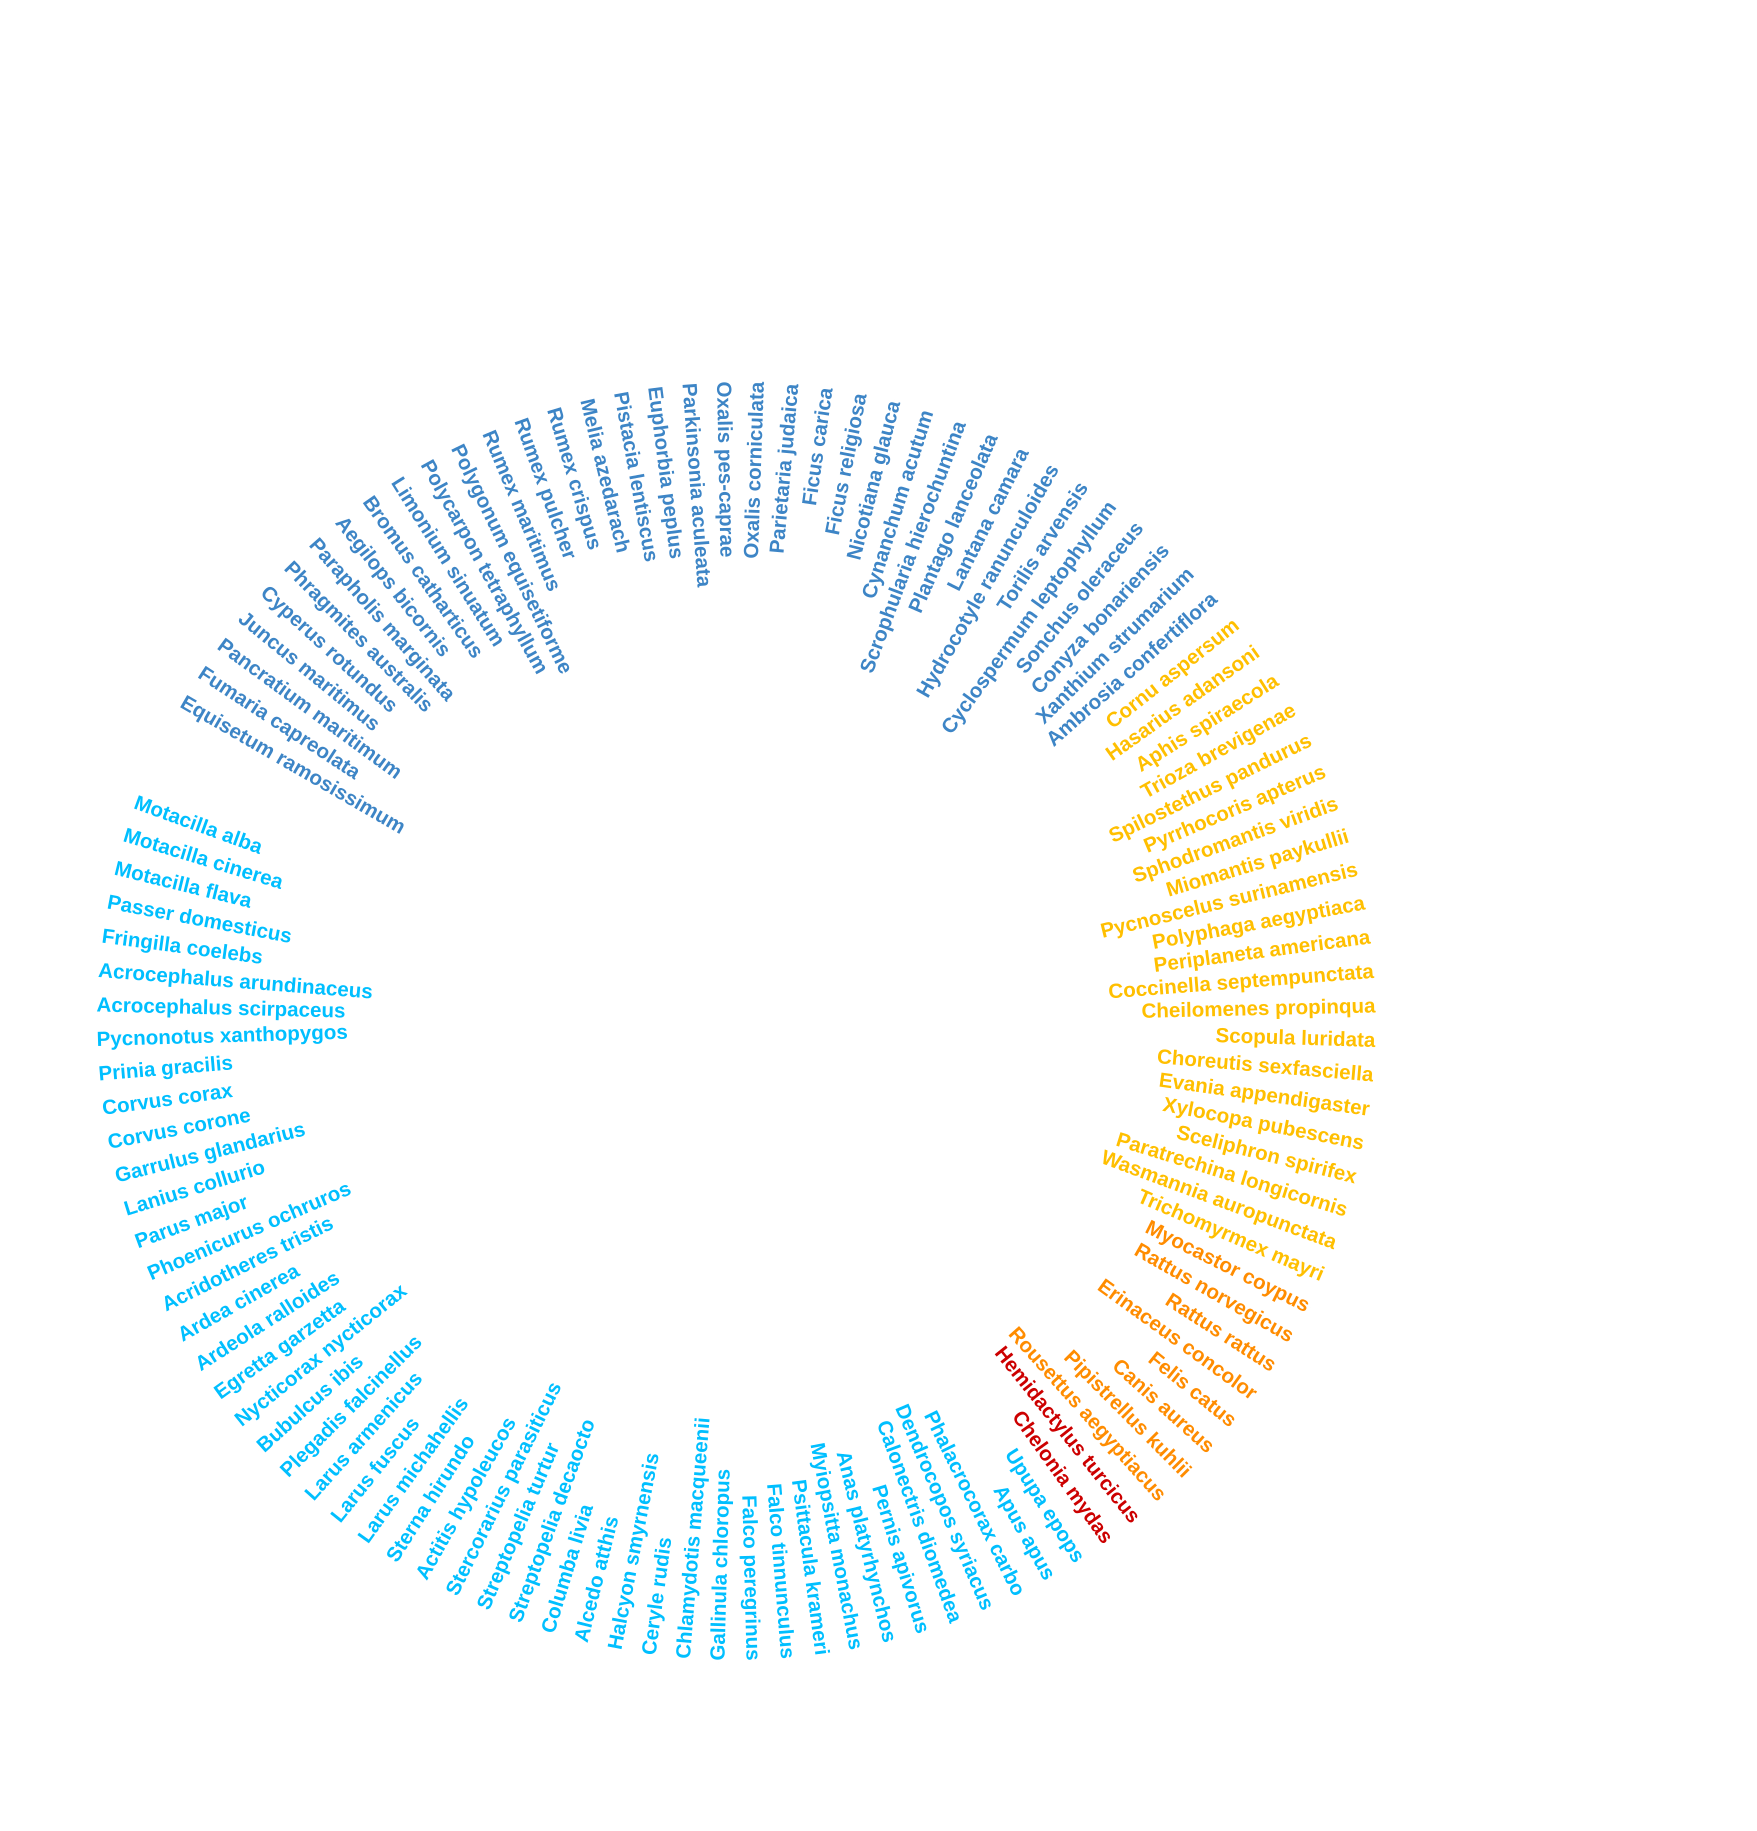 Equisetum ramosissimum
Fumaria capreolata
Pancratium maritimum
Juncus maritimus
Cyperus rotundus
Phragmites australis
Parapholis marginata
Aegilops bicornis
Bromus catharticus
Limonium sinuatum
Polycarpon tetraphyllum
Polygonum equisetiforme
Rumex maritimus
Rumex pulcher
Rumex crispus
Melia azedarach
Pistacia lentiscus
Euphorbia peplus
Parkinsonia aculeata
Oxalis pes-caprae
Oxalis corniculata
Parietaria judaica
Ficus carica
Ficus religiosa
Nicotiana glauca
Cynanchum acutum
Scrophularia hierochuntina
Plantago lanceolata
Lantana camara
Hydrocotyle ranunculoides
Torilis arvensis
Cyclospermum leptophyllum
Sonchus oleraceus
Conyza bonariensis
Xanthium strumarium
Ambrosia confertiflora
Cornu aspersum
Hasarius adansoni
Aphis spiraecola
Trioza brevigenae
Spilostethus pandurus
Pyrrhocoris apterus
Sphodromantis viridis
Miomantis paykullii
Pycnoscelus surinamensis
Polyphaga aegyptiaca
Periplaneta americana
Coccinella septempunctata
Cheilomenes propinqua
Scopula luridata
Choreutis sexfasciella
Evania appendigaster
Xylocopa pubescens
Sceliphron spirifex
Paratrechina longicornis
Wasmannia auropunctata
Trichomyrmex mayri
Myocastor coypus
Rattus norvegicus
Rattus rattus
Erinaceus concolor
Felis catus
Canis aureus
Pipistrellus kuhlii
Rousettus aegyptiacus
Hemidactylus turcicus
Chelonia mydas
Upupa epops
Apus apus
Phalacrocorax carbo
Dendrocopos syriacus
Calonectris diomedea
Pernis apivorus
Anas platyrhynchos
Myiopsitta monachus
Psittacula krameri
Falco tinnunculus
Falco peregrinus
Gallinula chloropus
Chlamydotis macqueenii
Ceryle rudis
Halcyon smyrnensis
Alcedo atthis
Columba livia
Streptopelia decaocto
Streptopelia turtur
Stercorarius parasiticus
Actitis hypoleucos
Sterna hirundo
Larus michahellis
Larus fuscus
Larus armenicus
Plegadis falcinellus
Bubulcus ibis
Nycticorax nycticorax
Egretta garzetta
Ardeola ralloides
Ardea cinerea
Acridotheres tristis
Phoenicurus ochruros
Parus major
Lanius collurio
Garrulus glandarius
Corvus corone
Corvus corax
Prinia gracilis
Pycnonotus xanthopygos
Acrocephalus scirpaceus
Acrocephalus arundinaceus
Fringilla coelebs
Passer domesticus
Motacilla flava
Motacilla cinerea
Motacilla alba